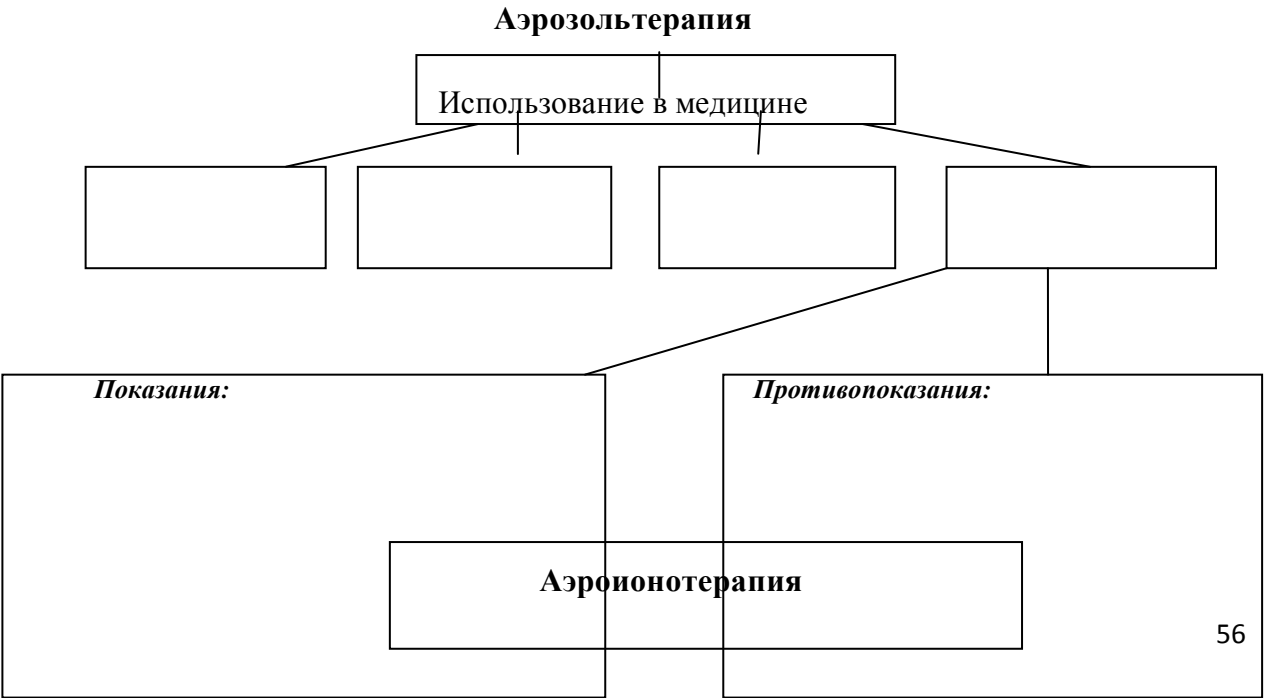 Аэрозольтерапия
Использование в медицине
Показания:
Противопоказания:
Аэроионотерапия
56